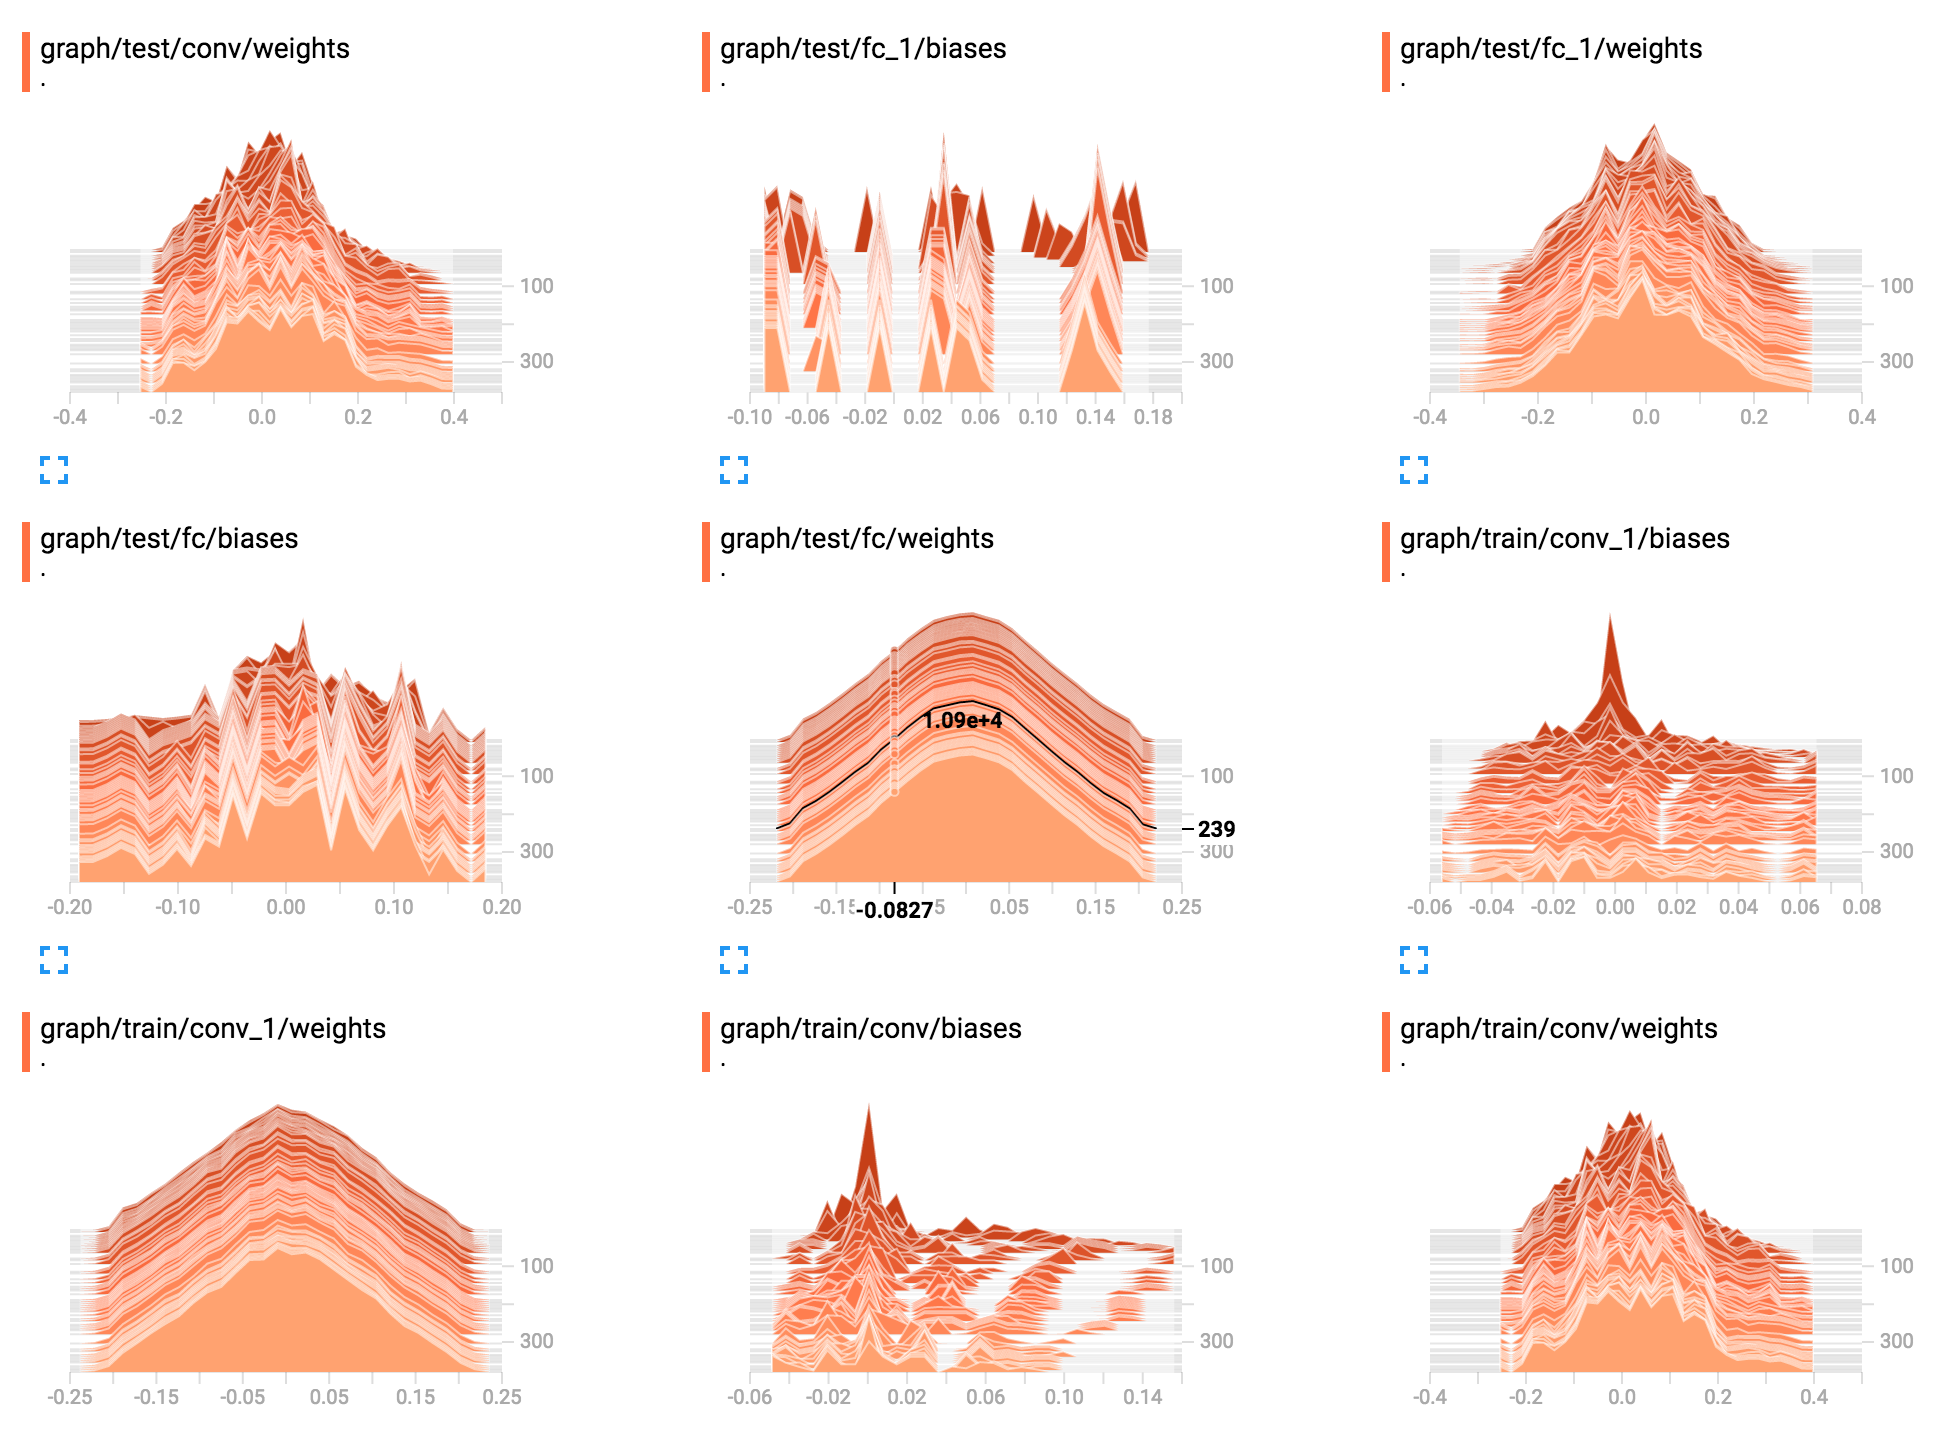 graph/test/conv/weights
.
100
300
-0.4 -0.2 0.0 0.2 0.4
graph/test/fc_1/biases
.
100
300
-0.10 -0.06 -0.02 0.02 0.06 0.10 0.14 0.18
graph/test/fc_1/weights
.
100
300
-0.4 -0.2 0.0 0.2 0.4
graph/test/fc/biases
.
100
300
-0.20 -0.10 0.00 0.10 0.20
graph/test/fc/weights
.
1.09e+4
100
239
300
-0.25 -0.0827 0.05 0.15 0.25
graph/train/conv_1/biases
.
100
300
-0.06 -0.04 -0.02 0.00 0.02 0.04 0.06 0.08
graph/train/conv_1/weights
.
100
300
-0.25 -0.15 -0.05 0.05 0.15 0.25
graph/train/conv/biases
.
100
300
-0.06 -0.02 0.02 0.06 0.10 0.14
graph/train/conv/weights
.
100
300
-0.4 -0.2 0.0 0.2 0.4